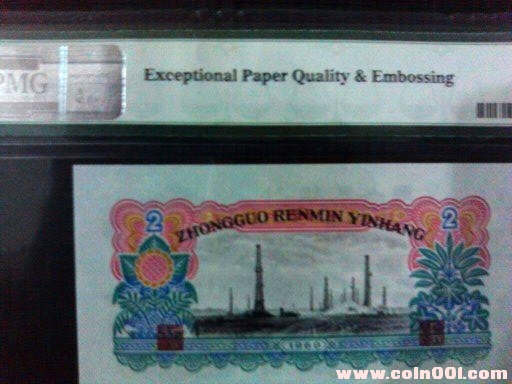 PMG
Exceptional Paper Quality & Embossing
2 ZHONGGUO RENMIN YINHANG 2
1960
www.coin001.com